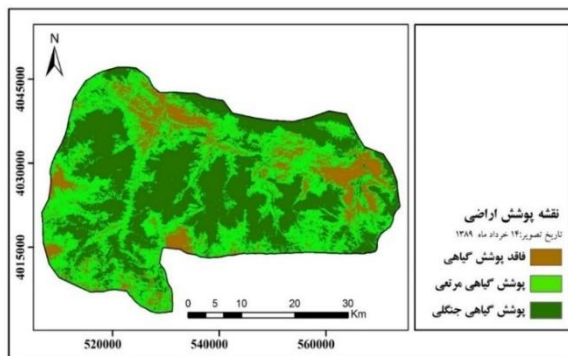 N
4045000
4030000
4015000
520000
540000
560000
0 5 10 20 30
Km
نقشه پوشش اراضی
تاریخ تصویر:۱۴ خرداد ماه ۱۳۸۹
فاقد پوشش گیاهی
پوشش گیاهی مرتعی
پوشش گیاهی جنگلی